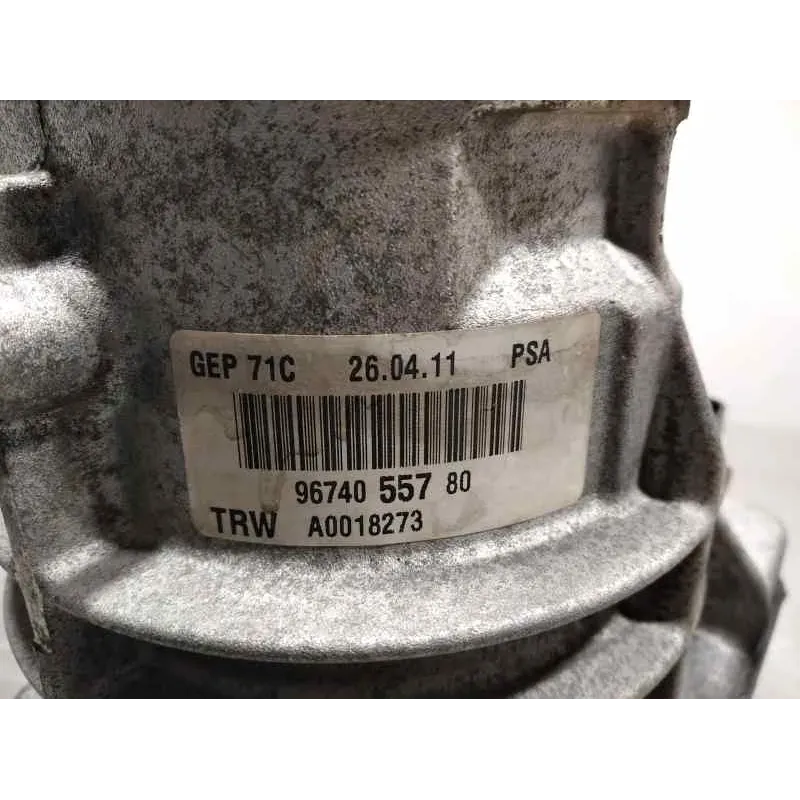 GEP 71C 26.04.11 PSA
96740 557 80
TRW A0018273